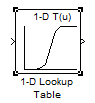 1-D T(u)
1-D Lookup
Table